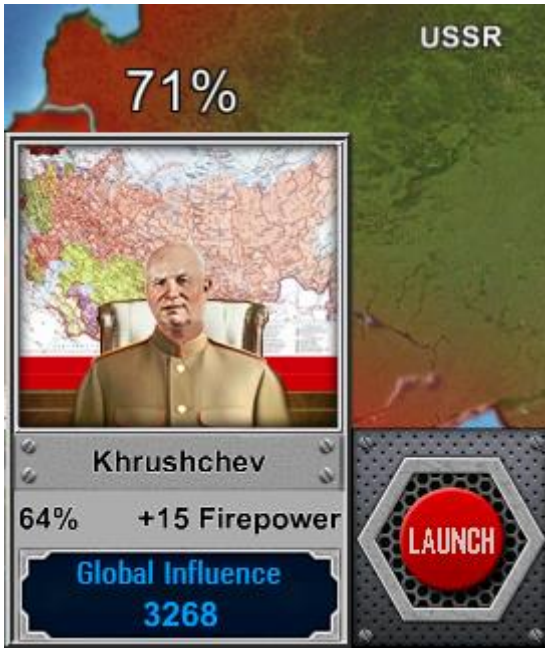 USSR
71%
Khrushchev
64% +15 Firepower
Global Influence
3268
LAUNCH